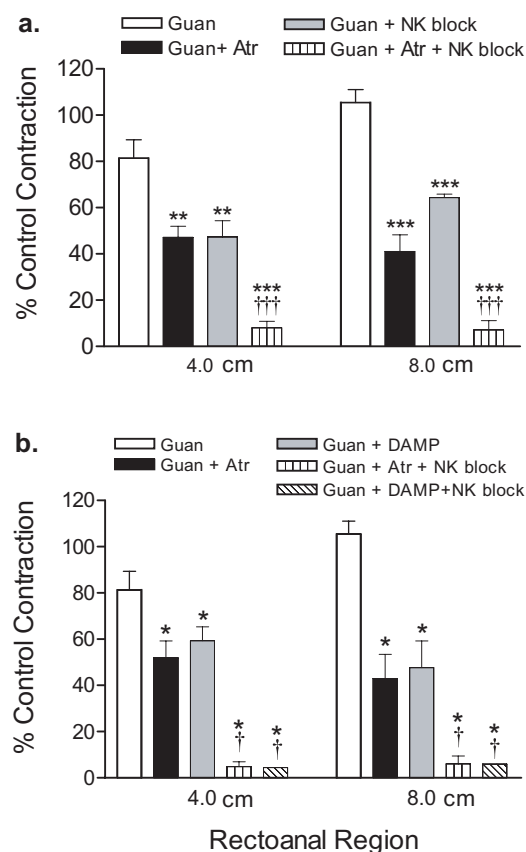 a.
Guan
Guan + NK block
Guan+ Atr
Guan + Atr + NK block
% Control Contraction
120
100
80
60
40
20
0
**
**
***
†††
***
***
***
†††
4.0 cm
8.0 cm
b.
Guan
Guan + DAMP
Guan + Atr
Guan + Atr + NK block
Guan + DAMP+NK block
% Control Contraction
120
100
80
60
40
20
0
*
*
*
†
*
†
*
*
*
†
*
†
4.0 cm
8.0 cm
Rectoanal Region